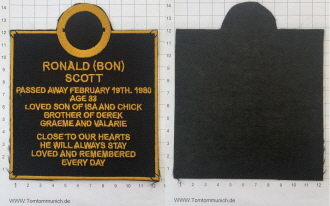 RONALD (BON)
SCOTT
PASSED AWAY FEBRUARY 19TH. 1980
AGE 33
LOVED SON OF ISA AND CHICK
BROTHER OF DEREK
GRAEME AND VALARIE
CLOSE TO OUR HEARTS
HE WILL ALWAYS STAY
LOVED AND REMEMBERED
EVERY DAY
© www.Tomtommunich.de
© www.Tomtommunich.de